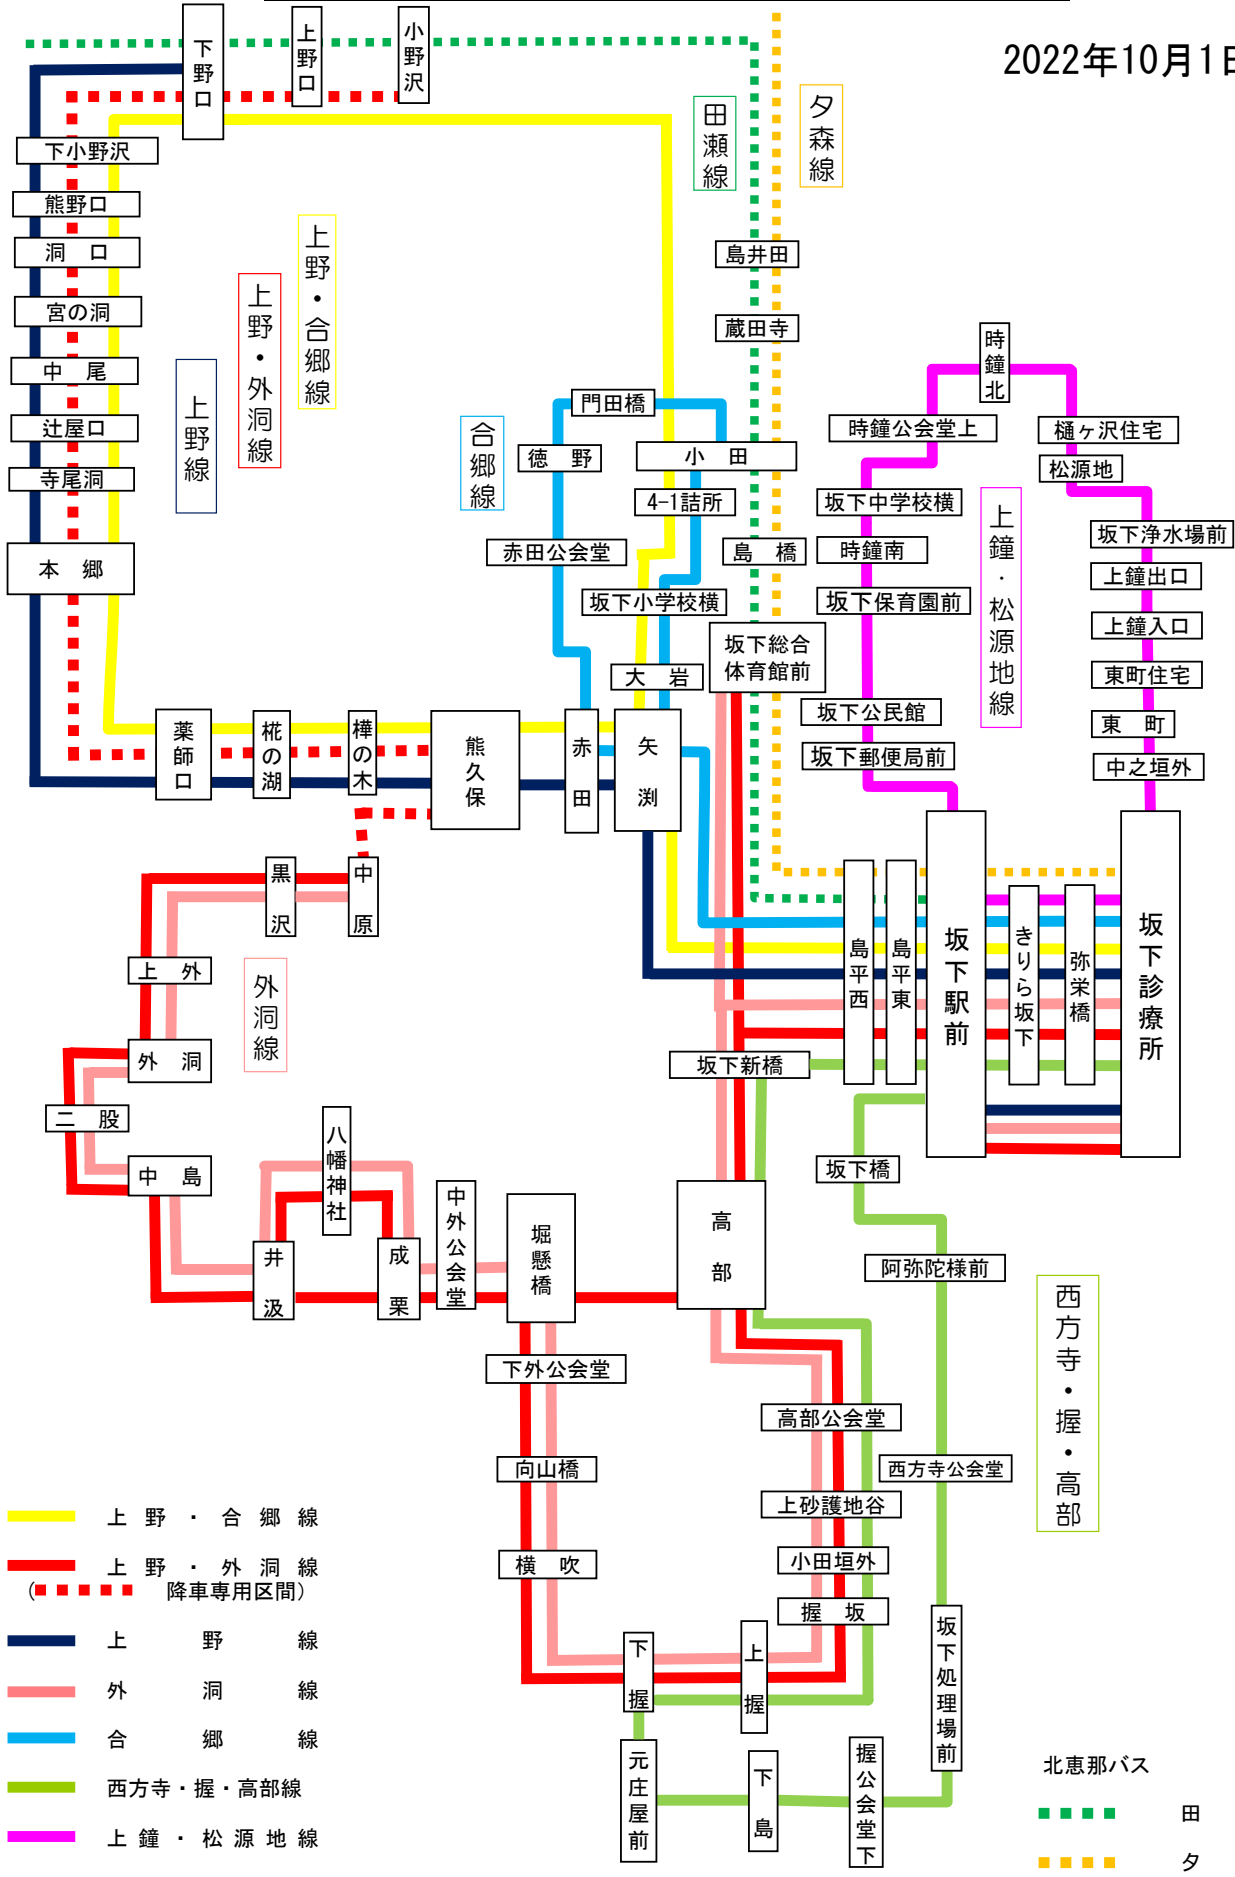 2022年10月1日
下野口
上野口
小野沢
田瀬線
夕森線
下小野沢
熊野口
洞　口
宮の洞
中　尾
辻屋口
寺尾洞
本　郷
上野・合郷線
上野・外洞線
上野線
合郷線
島井田
蔵田寺
島　橋
坂下総合
体育館前
門田橋
徳　野
小　田
4-1詰所
赤田公会堂
坂下小学校横
大　岩
時鐘北
時鐘公会堂上
樋ヶ沢住宅
松源地
坂下中学校横
時鐘南
坂下保育園前
坂下公民館
坂下郵便局前
上鐘・松源地線
坂下浄水場前
上鐘出口
上鐘入口
東町住宅
東　町
中之垣外
薬師口
椛の湖
樺の木
熊久保
赤田
矢渕
黒沢
中原
上　外
外洞線
外　洞
二　股
中　島
八幡神社
井汲
成栗
中外公会堂
堀懸橋
高部
坂下新橋
島平西
島平東
坂下駅前
きりら坂下
弥栄橋
坂下診療所
坂下橋
阿弥陀様前
西方寺・握・高部
下外公会堂
向山橋
横　吹
高部公会堂
上砂護地谷
小田垣外
握　坂
西方寺公会堂
下握
上握
坂下処理場前
元庄屋前
下島
握公会堂下
上野・合郷線
上野・外洞線
(　降車専用区間)
上野線
外洞線
合郷線
西方寺・握・高部線
上鐘・松源地線
北恵那バス
田
夕